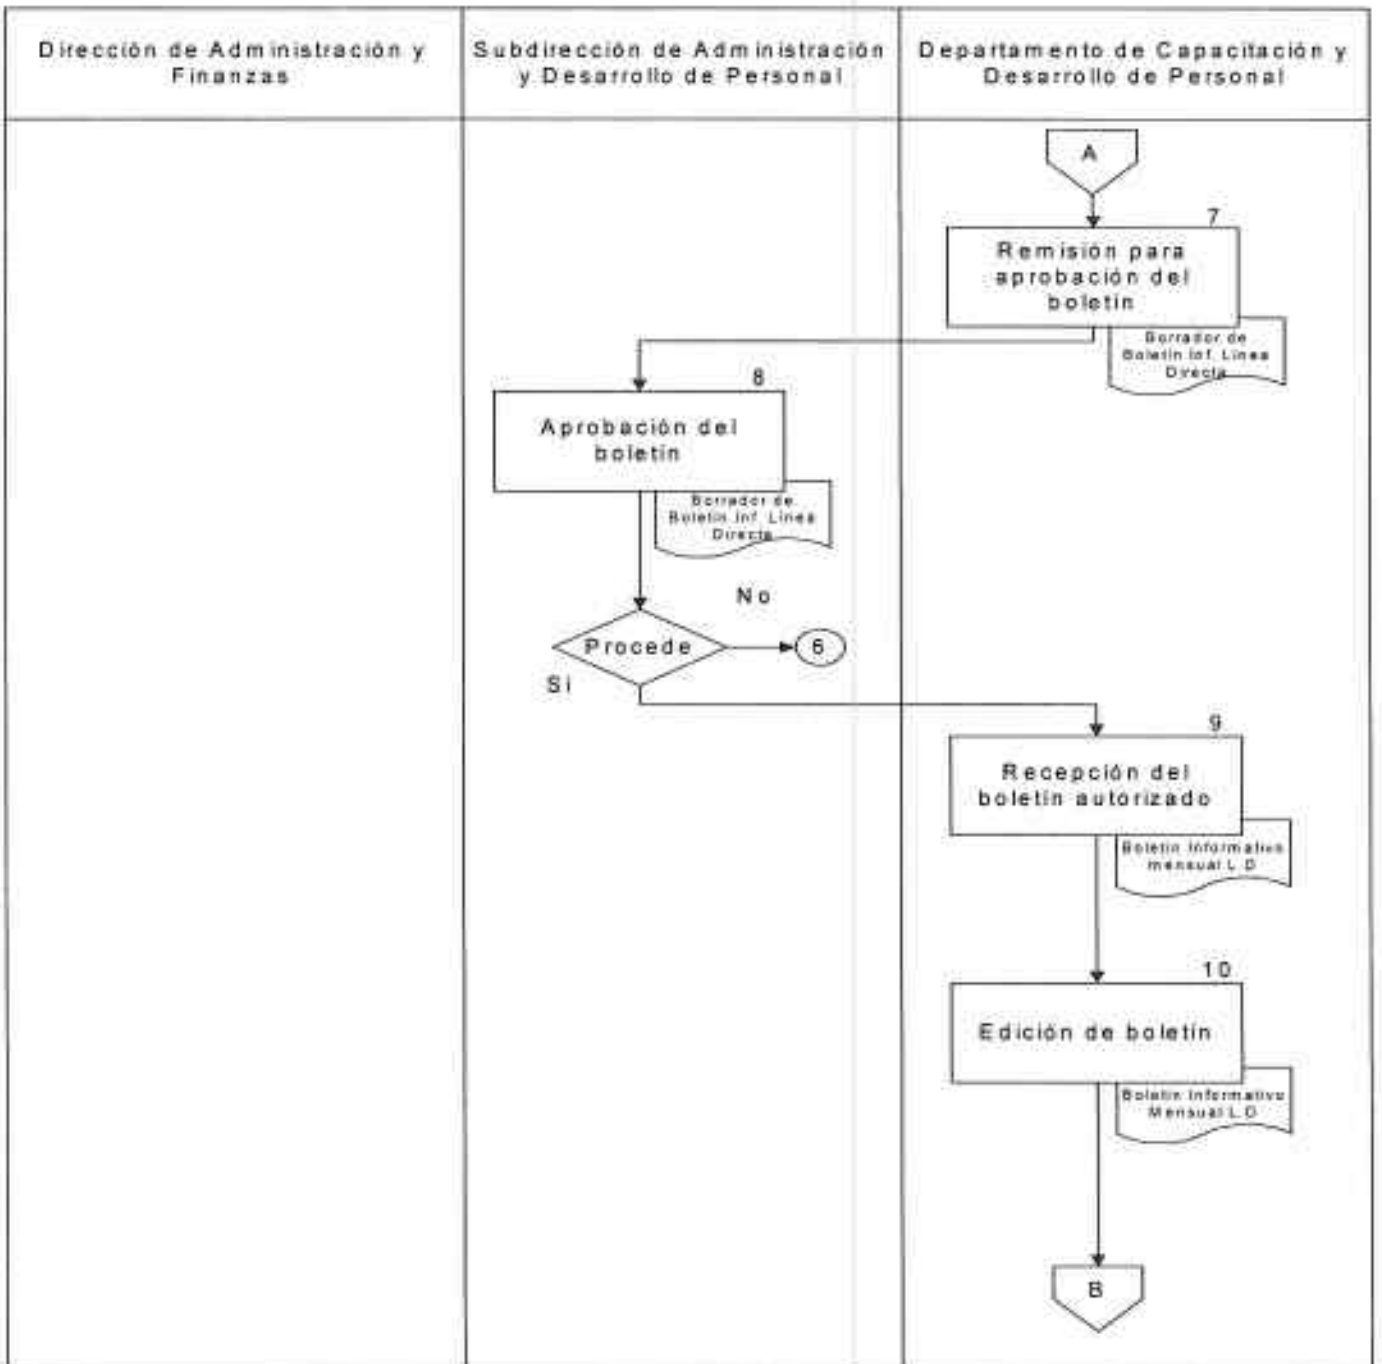 Dirección de Administración y
Finanzas
Subdirección de Administración
y Desarrollo de Personal
Departamento de Capacitación y
Desarrollo de Personal
A
7
Remisión para
aprobación del
boletín
Borrador de
Boletín Inf. Línea
Directa
8
Aprobación del
boletín
Borrador de
Boletín Inf. Línea
Directa
No
Procede
6
Si
9
Recepción del
boletín autorizado
Boletín Informativo
mensual L.D
10
Edición de boletín
Boletín Informativo
Mensual L.D
B